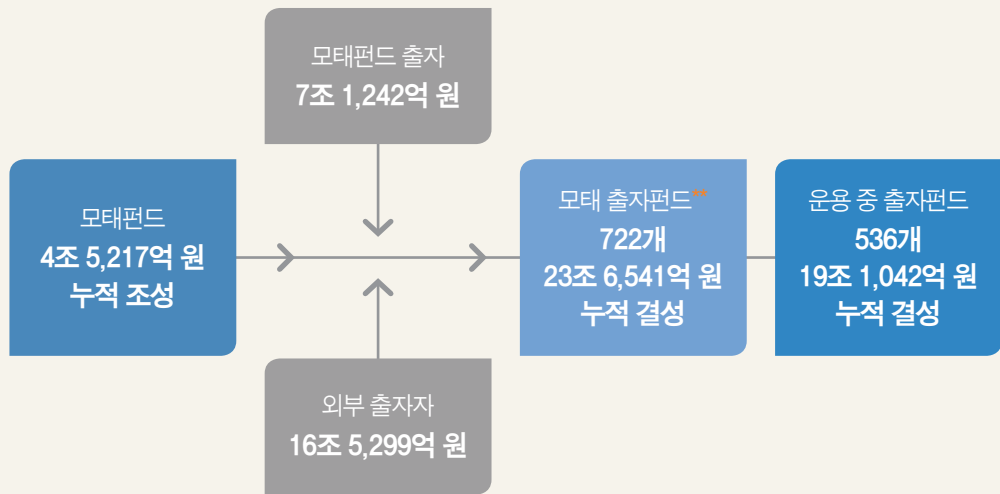 모태펀드 출자
7조 1,242억 원
모태펀드
4조 5,217억 원
누적 조성
모태 출자펀드**
722개
23조 6,541억 원
누적 결성
운용 중 출자펀드
536개
19조 1,042억 원
누적 결성
외부 출자자
16조 5,299억 원